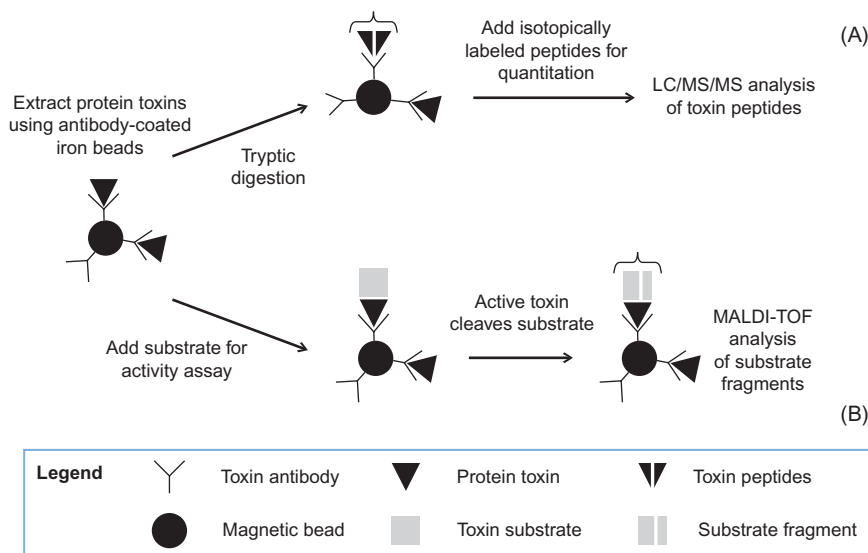 (A)
Add isotopically
labeled peptides for
quantitation
LC/MS/MS analysis
of toxin peptides
Extract protein toxins
using antibody-coated
iron beads
Tryptic
digestion
Add substrate for
activity assay
Active toxin
cleaves substrate
MALDI-TOF
analysis
of substrate
fragments
(B)
Legend
Toxin antibody
Protein toxin
Toxin peptides
Magnetic bead
Toxin substrate
Substrate fragment